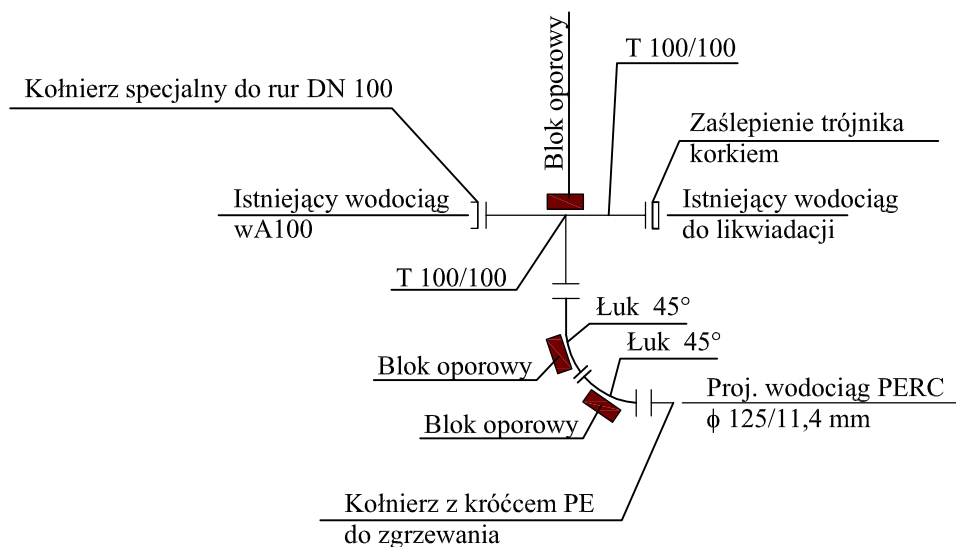 T 100/100
Blok oporowy
Kołnierz specjalny do rur DN 100
Zaślepienie trójnika
korkiem
Istniejący wodociąg
wA100
Istniejący wodociąg
do likwiadacji
T 100/100
Łuk 45°
Łuk 45°
Blok oporowy
Proj. wodociąg PERC
ϕ 125/11,4 mm
Blok oporowy
Kołnierz z króćcem PE
do zgrzewania